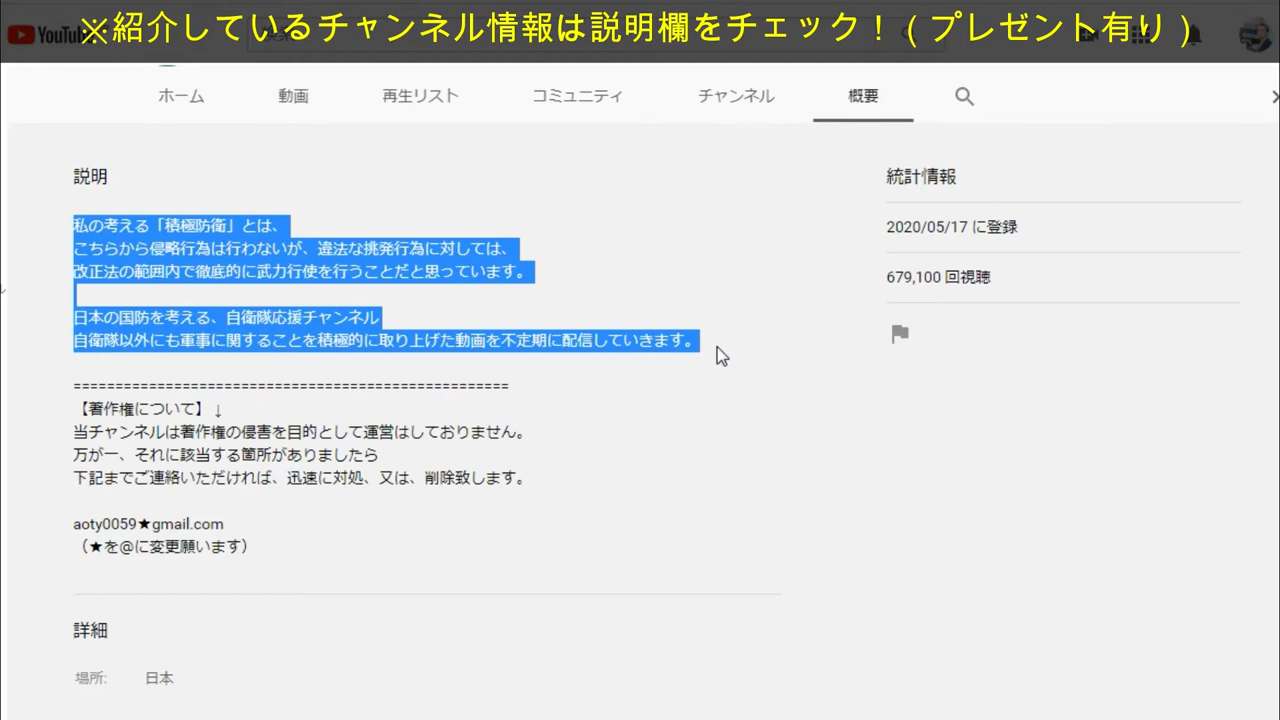 ※紹介しているチャンネル情報は説明欄をチェック！（プレゼント有り）
ホーム 動画 再生リスト コミュニティ チャンネル 概要
説明
私の考える「積極防衛」とは、
こちらから侵略行為は行わないが、違法な挑発行為に対しては、
改正法の範囲内で徹底的に武力行使を行うことだと思っています。
日本の国防を考える、自衛隊応援チャンネル
自衛隊以外にも軍事に関することを積極的に取り上げた動画を不定期に配信していきます。
====================================================
【著作権について】↓
当チャンネルは著作権の侵害を目的として運営はしておりません。
万が一、それに該当する箇所がありましたら
下記までご連絡いただければ、迅速に対処、又は、削除致します。
aoty0059★gmail.com
（★を@に変更願います）
詳細
場所: 日本
統計情報
2020/05/17 に登録
679,100 回視聴